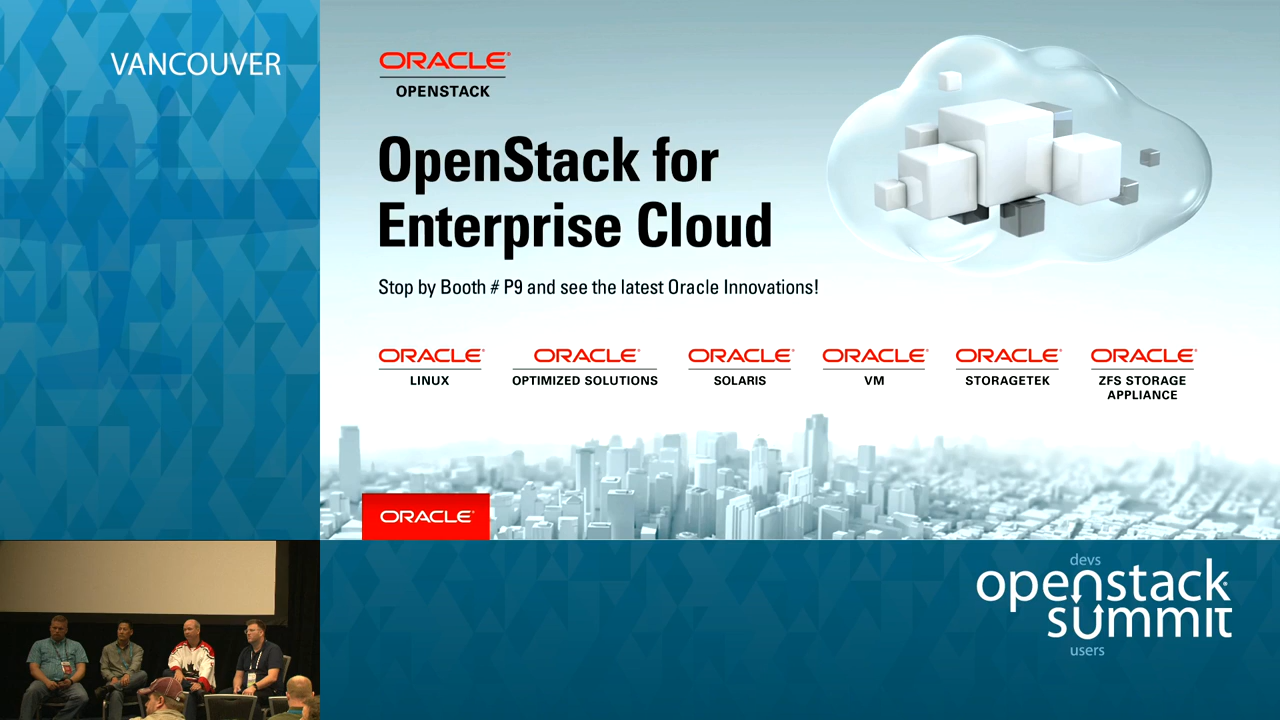 VANCOUVER
ORACLE®
OPENSTACK
OpenStack for
Enterprise Cloud
Stop by Booth # P9 and see the latest Oracle Innovations!
ORACLE®
LINUX
ORACLE®
OPTIMIZED SOLUTIONS
ORACLE®
SOLARIS
ORACLE®
VM
ORACLE®
STORAGETEK
ORACLE®
ZFS STORAGE
APPLIANCE
ORACLE®
devs
openstack®
summit
users